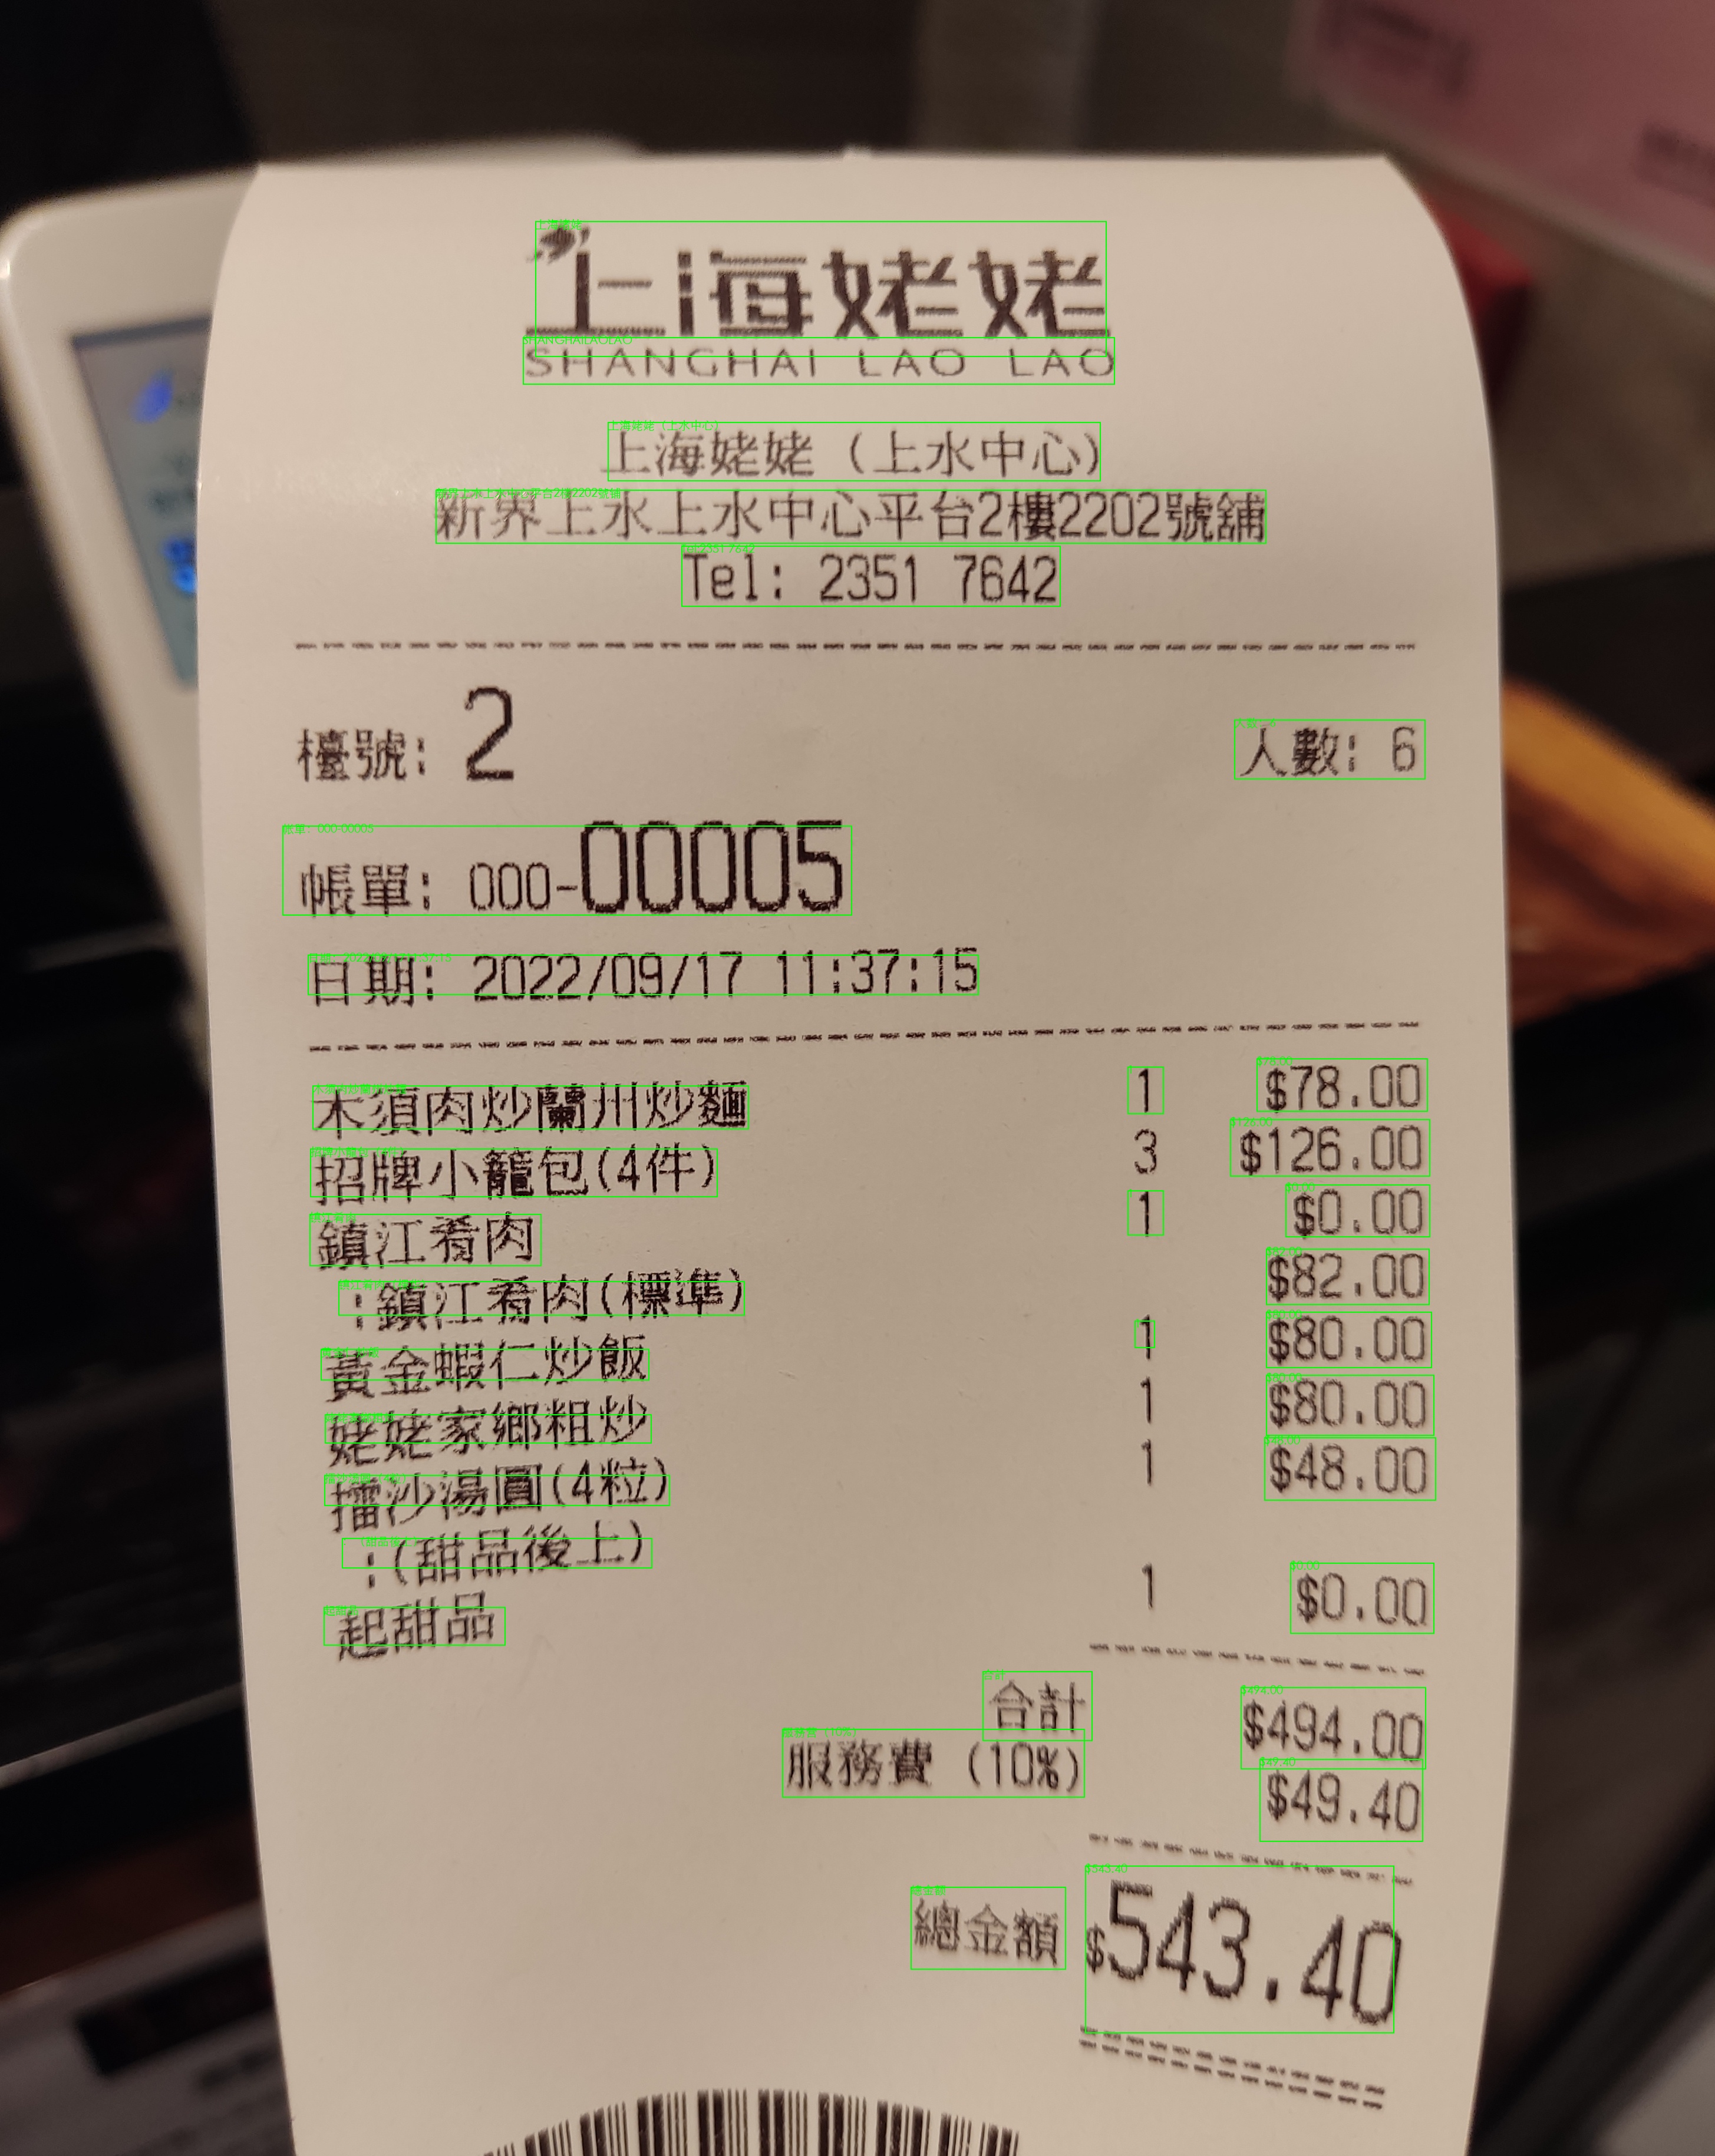 上海姥姥
SHANGHAI LAO LAO
上海姥姥 (上水中心)
新界上水上水中心平台2樓2202號舖
Tel: 2351 7642
檯號: 2 人數: 6
帳單: 000-00005
日期: 2022/09/17 11:37:15
木須肉炒蘭州炒麵 1 $78.00
招牌小籠包(4件) 3 $126.00
鎮江肴肉 1 $0.00
:鎮江肴肉(標準) $82.00
黃金蝦仁炒飯 1 $80.00
姥姥家鄉粗炒 1 $80.00
擂沙湯圓(4粒) 1 $48.00
:(甜品後上)
起甜品 1 $0.00
合計 $494.00
服務費 (10%) $49.40
總金額 $543.40